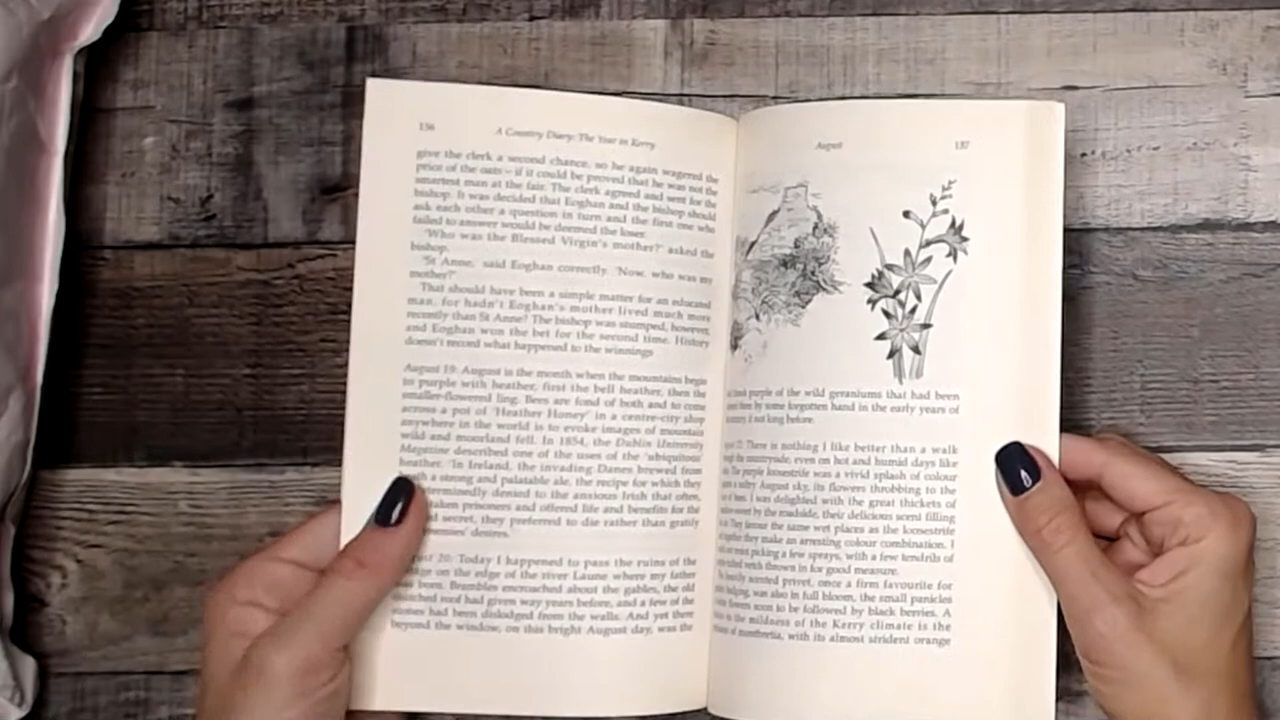 136
A Country Diary: The Year in Kerry
give the clerk a second chance, so he again wagered the
price of the oats – if it could be proved that he was not the
smartest man at the fair. The clerk agreed and sent for the
bishop. It was decided that Eoghan and the bishop should
ask each other a question in turn and the first one who
failed to answer would be deemed the loser.
'Who was the Blessed Virgin's mother?' asked the
bishop.
'St Anne,' said Eoghan correctly. 'Now, who was my
mother?'
That should have been a simple matter for an educated
man, for hadn't Eoghan's mother lived much more
recently than St Anne? The bishop was stumped, however,
and Eoghan won the bet for the second time. History
doesn't record what happened to the winnings.
August 19: August is the month when the mountains begin
to purple with heather, first the bell heather, then the
smaller-flowered ling. Bees are fond of both and to come
across a pot of 'Heather Honey' in a centre-city shop
anywhere in the world is to evoke images of mountain
wild and moorland fell. In 1854, the Dublin University
Magazine described one of the uses of the 'ubiquitous'
heather. 'In Ireland, the invading Danes brewed from
a strong and palatable ale, the recipe for which they
denied to the anxious Irish that often,
taken prisoners and offered life and benefits for the
secret, they preferred to die rather than gratify
enemies' desires.'
20: Today I happened to pass the ruins of the
on the edge of the river Laune where my father
born. Brambles encroached about the gables, the old
thatched roof had given way years before, and a few of the
stones had been dislodged from the walls. And yet there
beyond the window, on this bright August day, was the
August
137
purple of the wild geraniums that had been
by some forgotten hand in the early years of
if not long before.
There is nothing I like better than a walk
countryside, even on hot and humid days like
The purple loosestrife was a vivid splash of colour
a sultry August sky, its flowers throbbing to the
I was delighted with the great thickets of
by the roadside, their delicious scent filling
They favour the same wet places as the loosestrife
they make an arresting colour combination. I
picking a few sprays, with a few tendrils of
vetch thrown in for good measure.
heavily scented privet, once a firm favourite for
hedging, was also in full bloom, the small panicles
flowers soon to be followed by black berries. A
to the mildness of the Kerry climate is the
of montbretia, with its almost strident orange